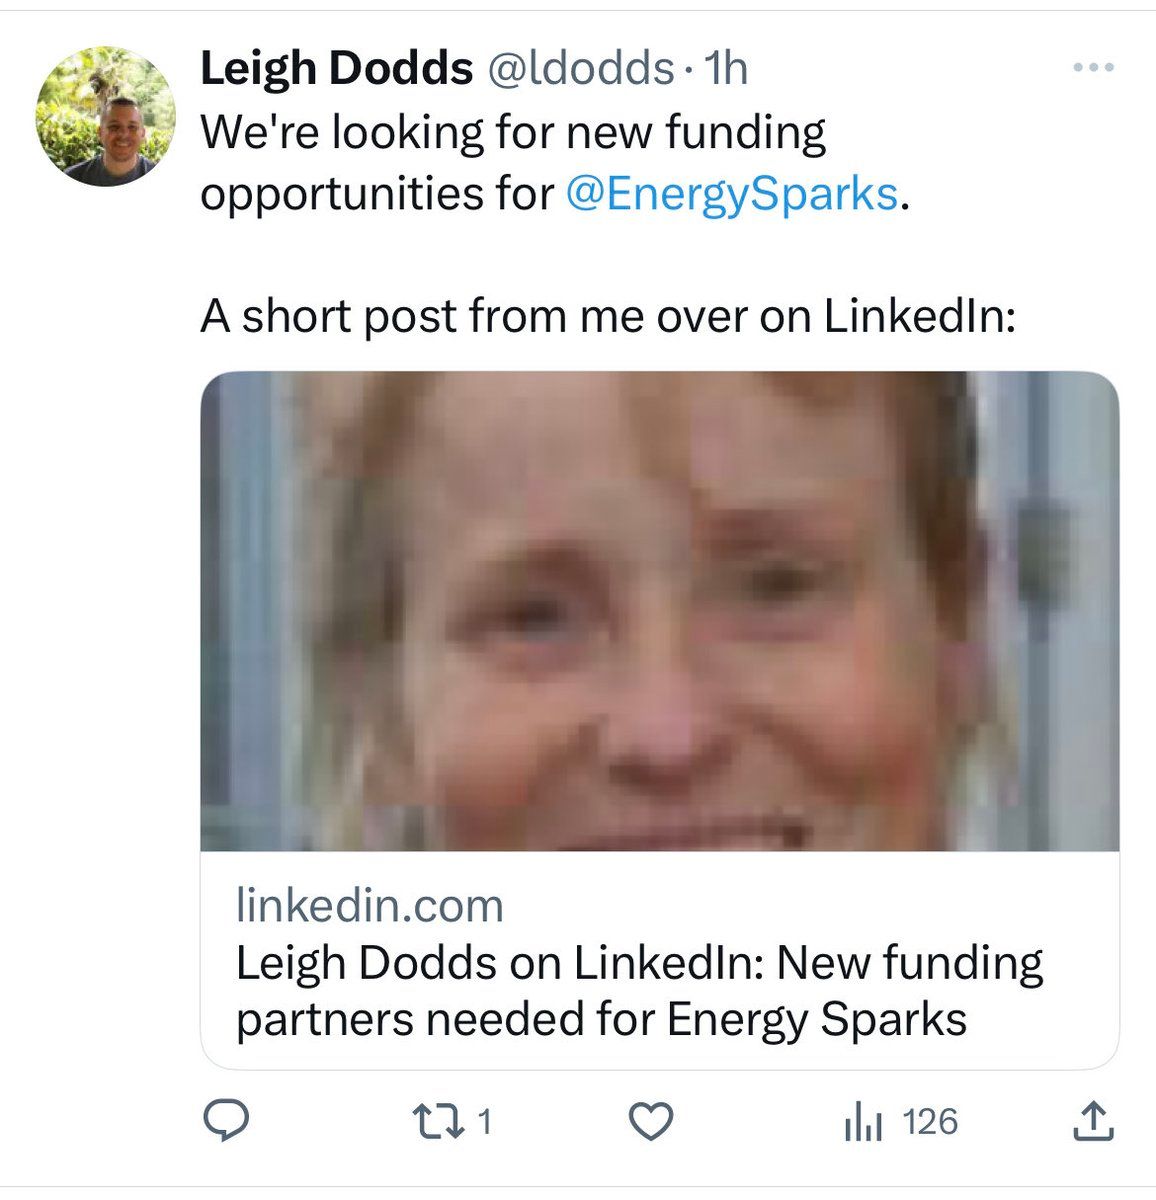 Leigh Dodds @ldodds · 1h
We're looking for new funding
opportunities for @EnergySparks.
A short post from me over on LinkedIn:
linkedin.com
Leigh Dodds on LinkedIn: New funding
partners needed for Energy Sparks
1 126